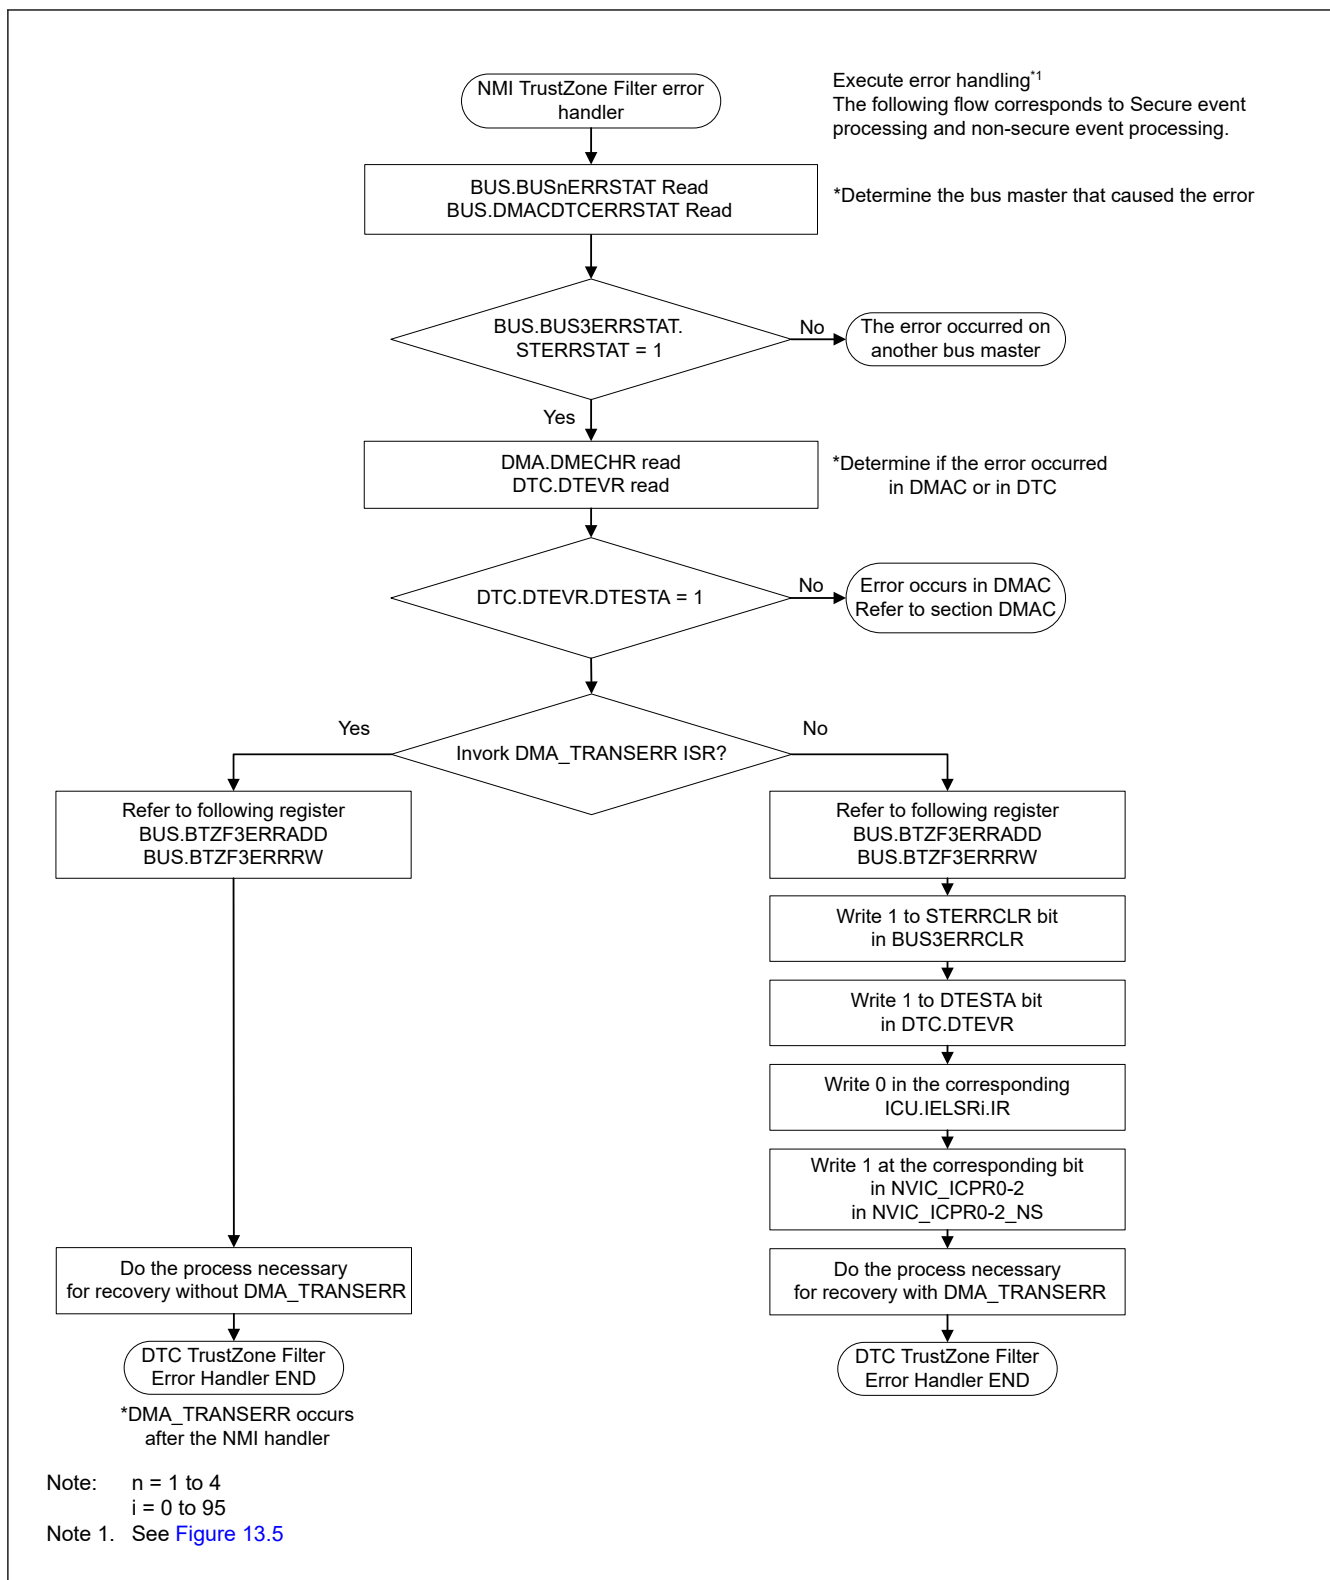 NMI TrustZone Filter error
handler
Execute error handling*1
The following flow corresponds to Secure event
processing and non-secure event processing.
BUS.BUSnERRSTAT Read
BUS.DMACDTCERRSTAT Read
*Determine the bus master that caused the error
BUS.BUS3ERRSTAT.
STERRSTAT = 1
No
The error occurred on
another bus master
Yes
DMA.DMECHR read
DTC.DTEVR read
*Determine if the error occurred
in DMAC or in DTC
DTC.DTEVR.DTESTA = 1
No
Error occurs in DMAC
Refer to section DMAC
Yes
Invork DMA_TRANSERR ISR?
No
Refer to following register
BUS.BTZF3ERRADD
BUS.BTZF3ERRRW
Refer to following register
BUS.BTZF3ERRADD
BUS.BTZF3ERRRW
Write 1 to STERRCLR bit
in BUS3ERRCLR
Write 1 to DTESTA bit
in DTC.DTEVR
Write 0 in the corresponding
ICU.IELSRi.IR
Write 1 at the corresponding bit
in NVIC_ICPR0-2
in NVIC_ICPR0-2_NS
Do the process necessary
for recovery without DMA_TRANSERR
Do the process necessary
for recovery with DMA_TRANSERR
DTC TrustZone Filter
Error Handler END
DTC TrustZone Filter
Error Handler END
*DMA_TRANSERR occurs
after the NMI handler
Note: n = 1 to 4
i = 0 to 95
Note 1. See Figure 13.5